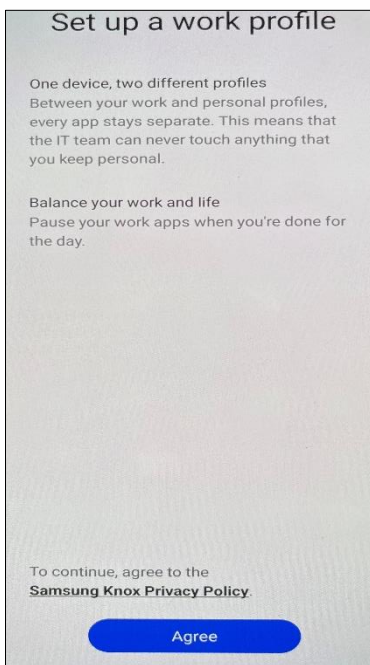 Set up a work profile
One device, two different profiles
Between your work and personal profiles,
every app stays separate. This means that
the IT team can never touch anything that
you keep personal.
Balance your work and life
Pause your work apps when you're done for
the day.
To continue, agree to the
Samsung Knox Privacy Policy.
Agree